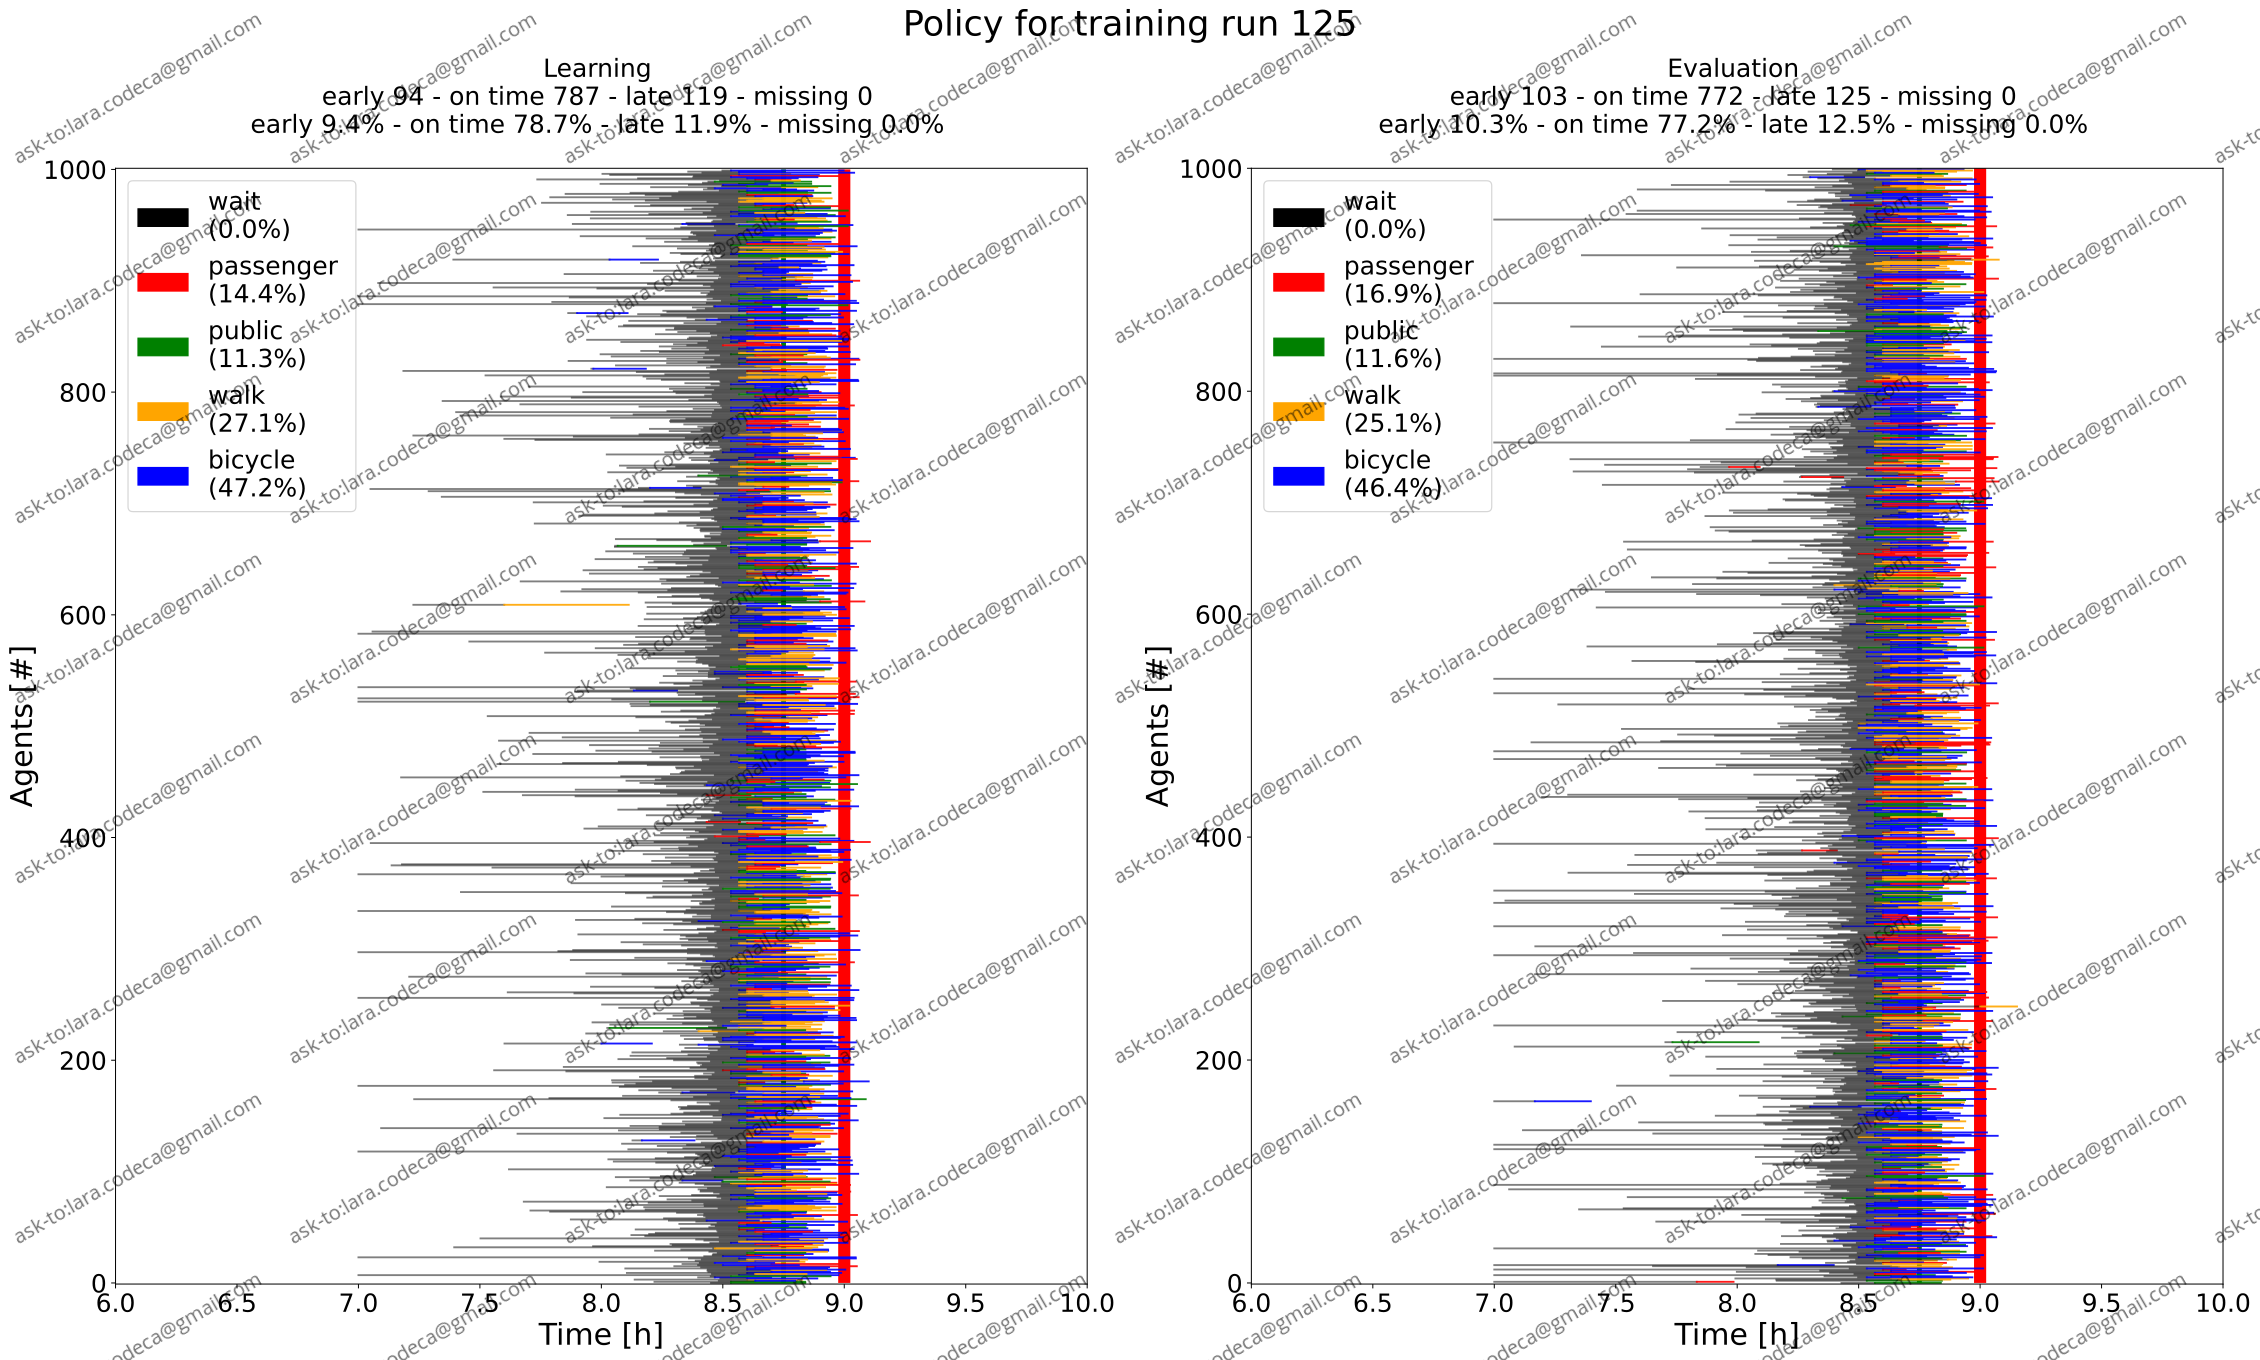 Policy for training run 125
Learning
early 94 - on time 787 - late 119 - missing 0
early 9.4% - on time 78.7% - late 11.9% - missing 0.0%
1000
800
600
400
200
0
Agents [#]
wait
(0.0%)
passenger
(14.4%)
public
(11.3%)
walk
(27.1%)
bicycle
(47.2%)
6.0 6.5 7.0 7.5 8.0 8.5 9.0 9.5 10.0
Time [h]
Evaluation
early 103 - on time 772 - late 125 - missing 0
early 10.3% - on time 77.2% - late 12.5% - missing 0.0%
1000
800
600
400
200
0
Agents [#]
wait
(0.0%)
passenger
(16.9%)
public
(11.6%)
walk
(25.1%)
bicycle
(46.4%)
6.0 6.5 7.0 7.5 8.0 8.5 9.0 9.5 10.0
Time [h]
ask-to:lara.codeca@gmail.com